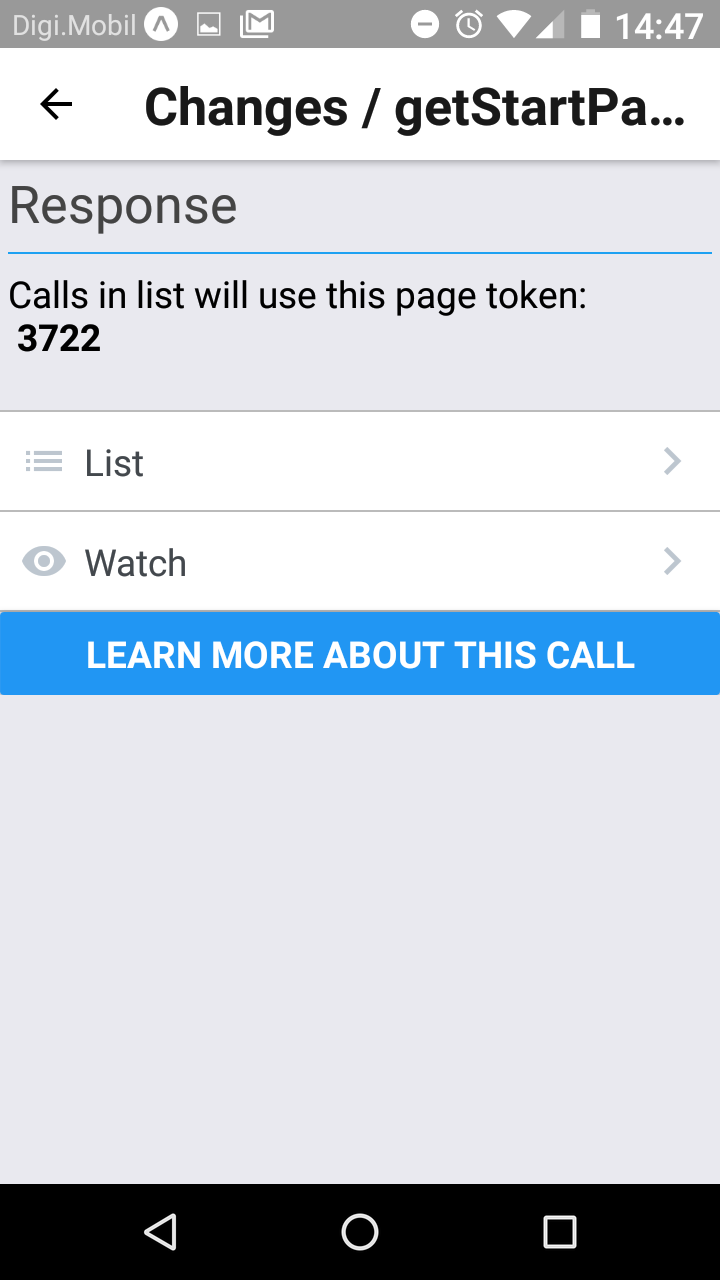 Digi.Mobil 14:47
Changes / getStartPa...
Response
Calls in list will use this page token:
3722
List
Watch
LEARN MORE ABOUT THIS CALL